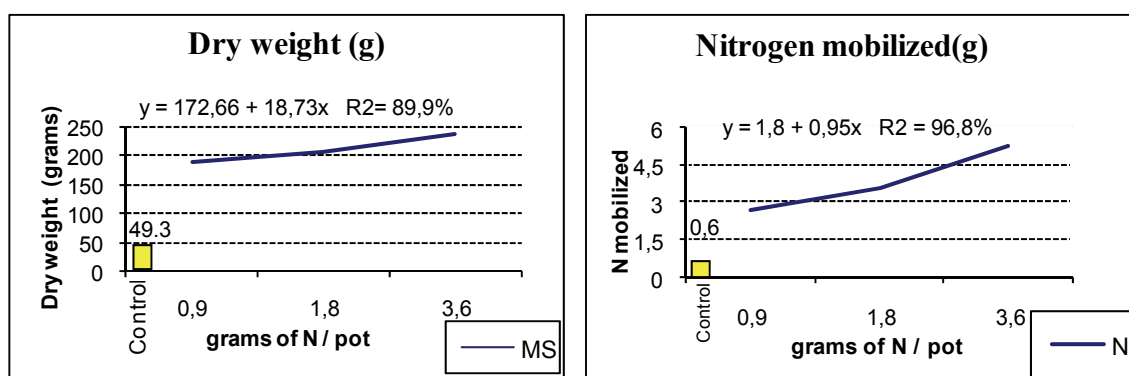 Dry weight (g)
y = 172,66 + 18,73x R2= 89,9%
Dry weight (grams)
250
200
150
100
50
0
49.3
Control
0,9 1,8 3,6
grams of N / pot
MS
Nitrogen mobilized(g)
y = 1,8 + 0,95x R2 = 96,8%
N mobilized
6
4,5
3
1,5
0
0,6
Control
0,9 1,8 3,6
grams of N / pot
N